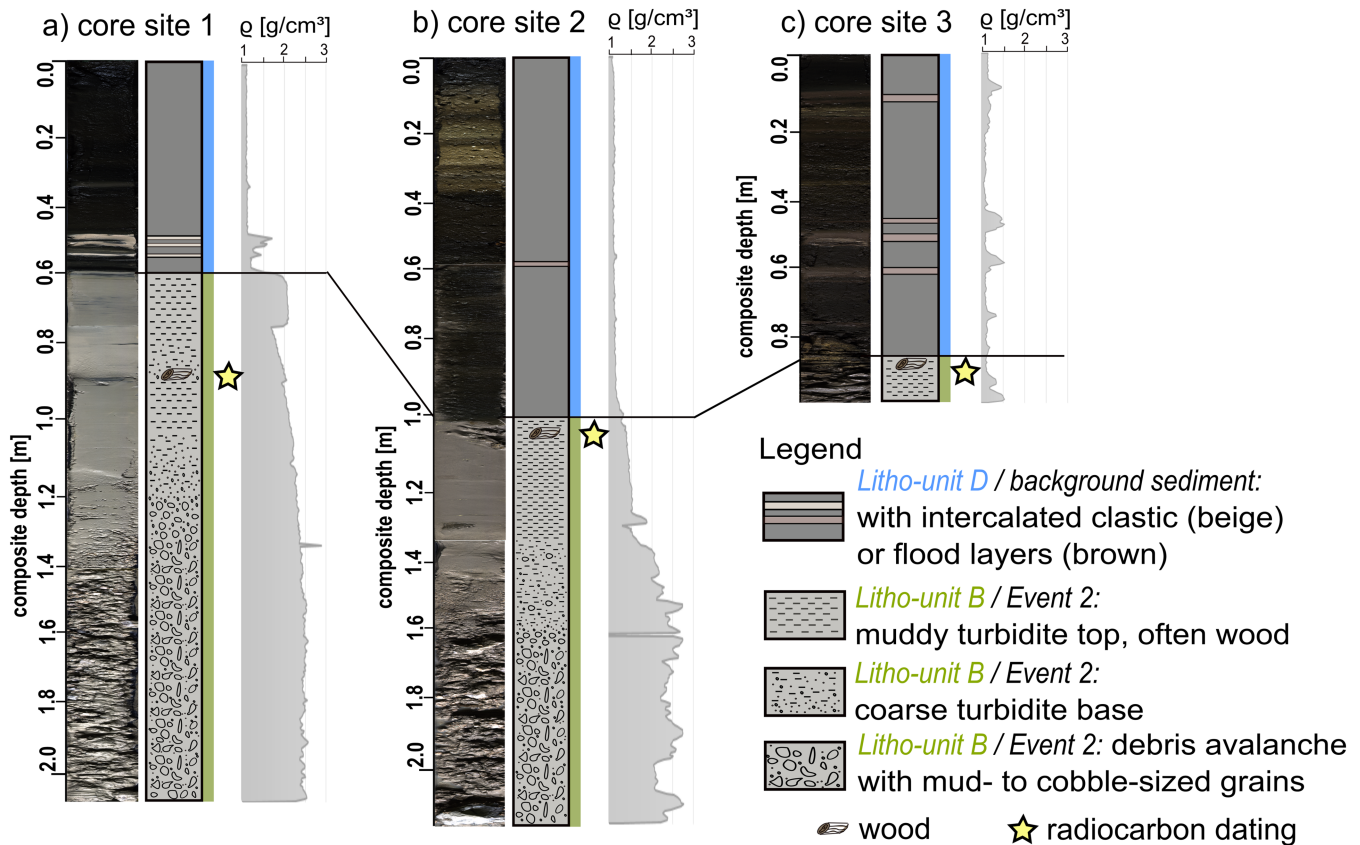 a) core site 1
ϱ [g/cm³]
1 2 3
composite depth [m]
0.0
0.2
0.4
0.6
0.8
1.0
1.2
1.4
1.6
1.8
2.0
b) core site 2
ϱ [g/cm³]
1 2 3
composite depth [m]
0.0
0.2
0.4
0.6
0.8
1.0
1.2
1.4
1.6
1.8
2.0
c) core site 3
ϱ [g/cm³]
1 2 3
composite depth [m]
0.0
0.2
0.4
0.6
0.8
Legend
Litho-unit D / background sediment:
with intercalated clastic (beige)
or flood layers (brown)
Litho-unit B / Event 2:
muddy turbidite top, often wood
Litho-unit B / Event 2:
coarse turbidite base
Litho-unit B / Event 2: debris avalanche
with mud- to cobble-sized grains
wood
radiocarbon dating